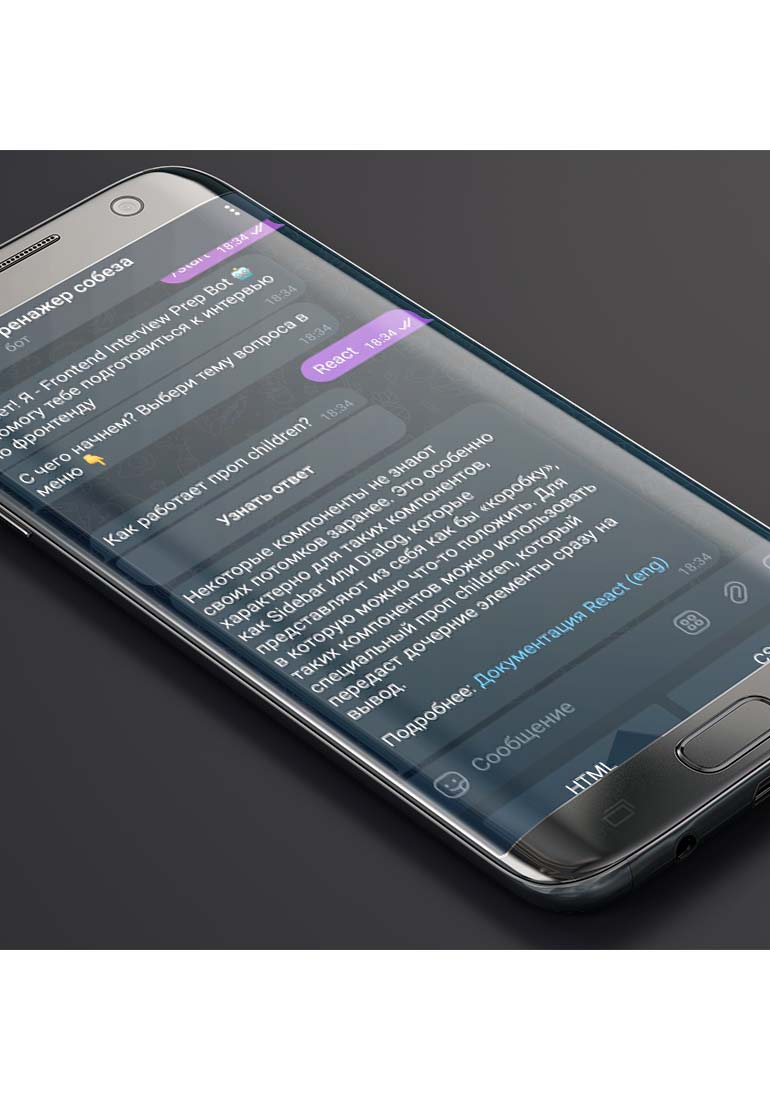 ренажер собеза
бот
/start 18:34
ет! Я - Frontend Interview Prep Bot 🤖
омогу тебе подготовиться к интервью
о фронтенду 18:34
С чего начнем? Выбери тему вопроса в
меню 👇 18:34
React 18:34
Как работает проп children? 18:34
Узнать ответ
Некоторые компоненты не знают
своих потомков заранее. Это особенно
характерно для таких компонентов,
как Sidebar или Dialog, которые
представляют из себя как бы «коробку»,
в которую можно что-то положить. Для
таких компонентов можно использовать
специальный проп children, который
передаст дочерние элементы сразу на
вывод.
Подробнее: Документация React (eng) 18:34
Сообщение
HTML
CS